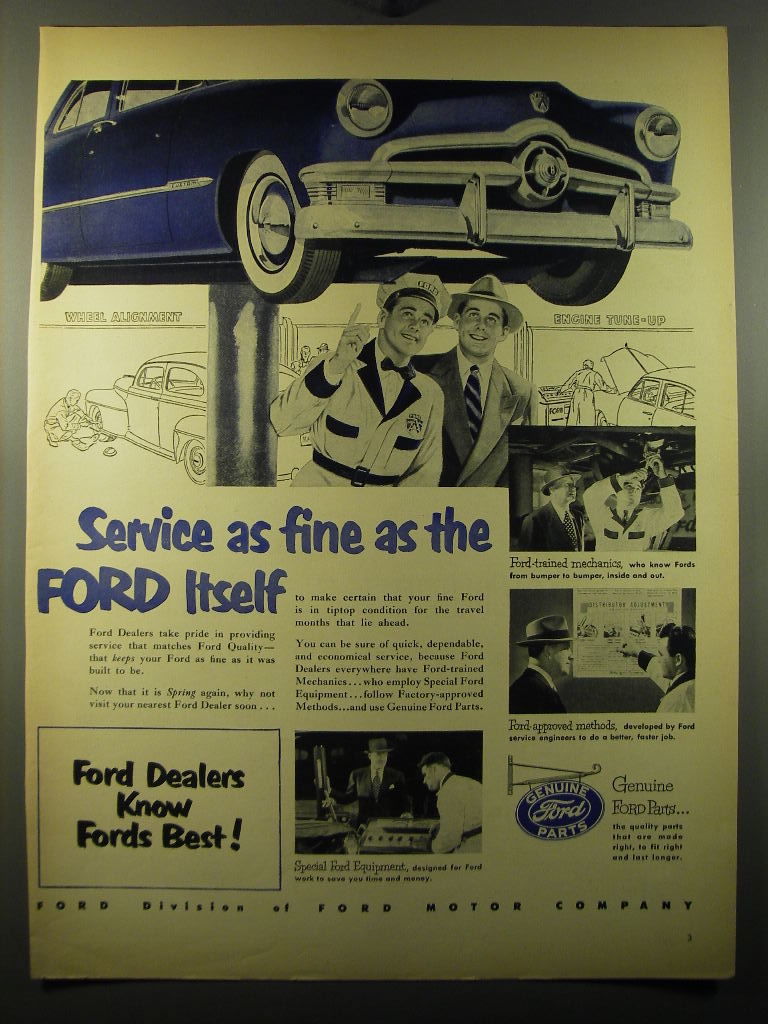 WHEEL ALIGNMENT
ENGINE TUNE-UP
FORD
FORD
Service as fine as the
FORD Itself
Ford Dealers take pride in providing
service that matches Ford Quality—
that keeps your Ford as fine as it was
built to be.
Now that it is Spring again, why not
visit your nearest Ford Dealer soon . . .
to make certain that your fine Ford
is in tiptop condition for the travel
months that lie ahead.
You can be sure of quick, dependable,
and economical service, because Ford
Dealers everywhere have Ford-trained
Mechanics . . . who employ Special Ford
Equipment . . . follow Factory-approved
Methods...and use Genuine Ford Parts.
Ford-trained mechanics, who know Fords
from bumper to bumper, inside and out.
DISTRIBUTOR ADJUSTMENT
Ford-approved methods, developed by Ford
service engineers to do a better, faster job.
Ford Dealers
Know
Fords Best!
Special Ford Equipment, designed for Ford
work to save you time and money.
GENUINE
Ford
PARTS
Genuine
FORD Parts...
the quality parts
that are made
right, to fit right
and last longer.
FORD Division of FORD MOTOR COMPANY
3